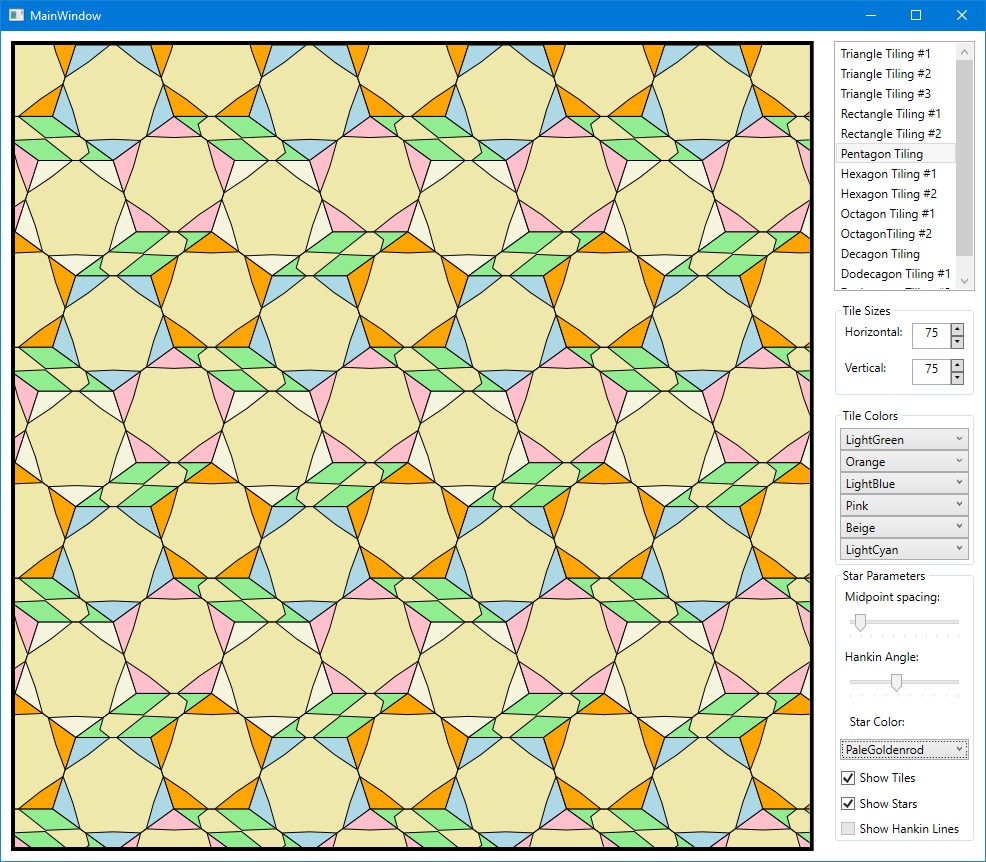 MainWindow
Triangle Tiling #1
Triangle Tiling #2
Triangle Tiling #3
Rectangle Tiling #1
Rectangle Tiling #2
Pentagon Tiling
Hexagon Tiling #1
Hexagon Tiling #2
Octagon Tiling #1
OctagonTiling #2
Decagon Tiling
Dodecagon Tiling #1
Tile Sizes
Horizontal: 75
Vertical: 75
Tile Colors
LightGreen
Orange
LightBlue
Pink
Beige
LightCyan
Star Parameters
Midpoint spacing:
Hankin Angle:
Star Color:
PaleGoldenrod
Show Tiles
Show Stars
Show Hankin Lines